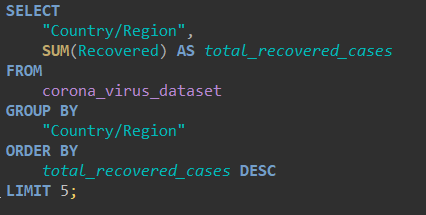 SELECT
"Country/Region",
SUM(Recovered) AS total_recovered_cases
FROM
corona_virus_dataset
GROUP BY
"Country/Region"
ORDER BY
total_recovered_cases DESC
LIMIT 5;